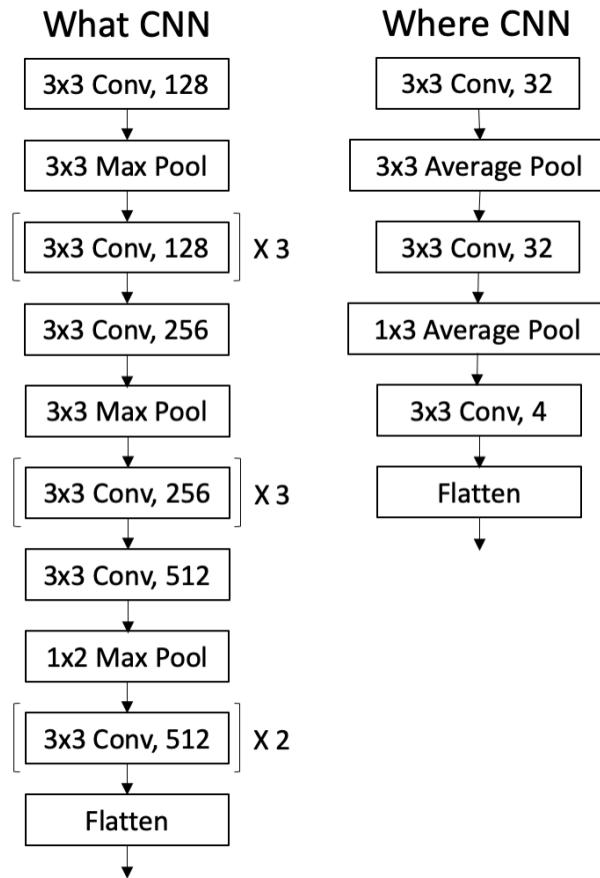 What CNN
3x3 Conv, 128
3x3 Max Pool
3x3 Conv, 128 X 3
3x3 Conv, 256
3x3 Max Pool
3x3 Conv, 256 X 3
3x3 Conv, 512
1x2 Max Pool
3x3 Conv, 512 X 2
Flatten
Where CNN
3x3 Conv, 32
3x3 Average Pool
3x3 Conv, 32
1x3 Average Pool
3x3 Conv, 4
Flatten